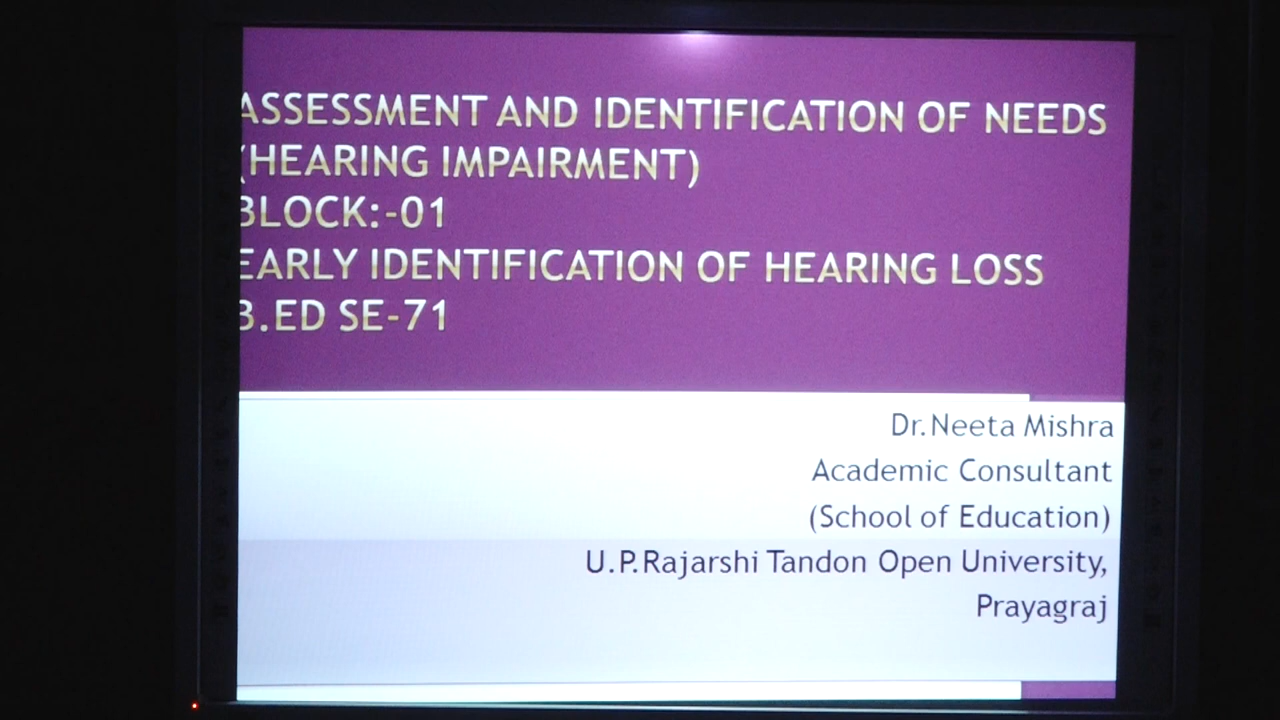 ASSESSMENT AND IDENTIFICATION OF NEEDS
(HEARING IMPAIRMENT)
BLOCK:-01
EARLY IDENTIFICATION OF HEARING LOSS
B.ED SE-71
Dr.Neeta Mishra
Academic Consultant
(School of Education)
U.P.Rajarshi Tandon Open University,
Prayagraj